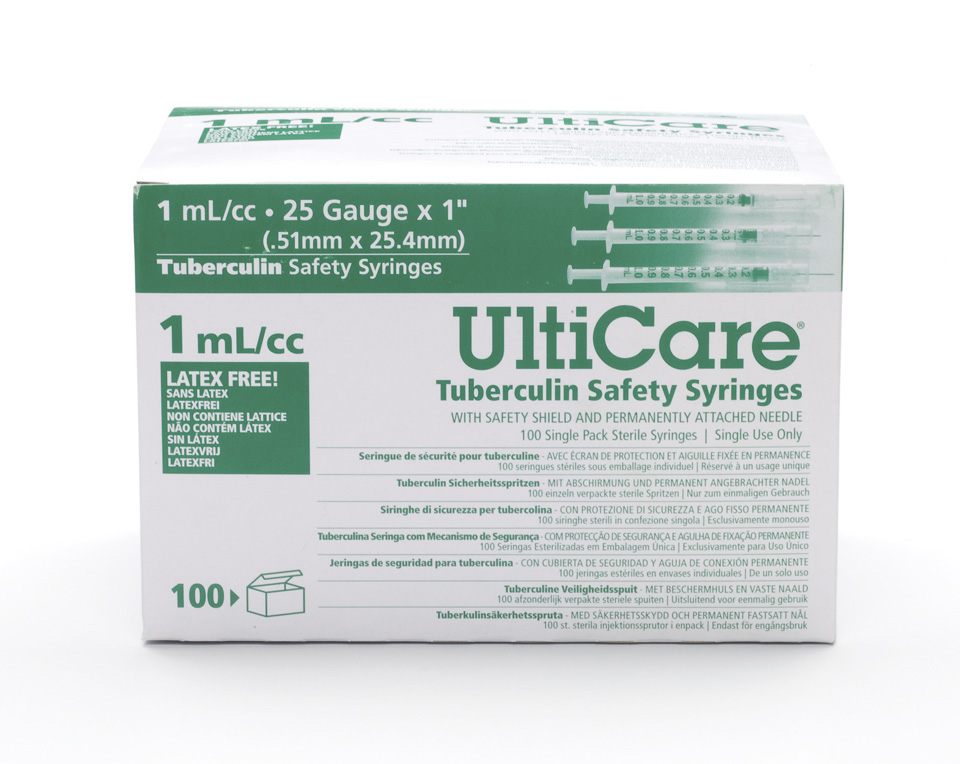 1 mL/cc
UltiCare
Tuberculin Safety Syringes
1 mL/cc • 25 Gauge x 1"
(.51mm x 25.4mm)
Tuberculin Safety Syringes
1 mL/cc
LATEX FREE!
SANS LATEX
LATEXFREI
NON CONTIENE LATTICE
NÃO CONTÉM LÁTEX
SIN LÁTEX
LATEXVRIJ
LATEXFRI
100
UltiCare®
Tuberculin Safety Syringes
WITH SAFETY SHIELD AND PERMANENTLY ATTACHED NEEDLE
100 Single Pack Sterile Syringes | Single Use Only
Seringue de sécurité pour tuberculine - AVEC ÉCRAN DE PROTECTION ET AIGUILLE FIXÉE EN PERMANENCE
100 seringues stériles sous emballage individuel | Réservé à un usage unique
Tuberculin Sicherheitsspritzen - MIT ABSCHIRMUNG UND PERMANENT ANGEBRACHTER NADEL
100 einzeln verpackte sterile Spritzen | Nur zum einmaligen Gebrauch
Siringhe di sicurezza per tubercolina - CON PROTEZIONE DI SICUREZZA E AGO FISSO PERMANENTE
100 siringhe sterili in confezione singola | Esclusivamente monouso
Tuberculina Seringa com Mecanismo de Segurança - COM PROTECÇÃO DE SEGURANÇA E AGULHA DE FIXAÇÃO PERMANENTE
100 Seringas Esterilizadas em Embalagem Única | Exclusivamente para Uso Único
Jeringas de seguridad para tuberculina - CON CUBIERTA DE SEGURIDAD Y AGUJA DE CONEXIÓN PERMANENTE
100 jeringas estériles en envases individuales | De un solo uso
Tuberculine Veiligheidsspuit - MET BESCHERMHULS EN VASTE NAALD
100 afzonderlijk verpakte steriele spuiten | Uitsluitend voor eenmalig gebruik
Tuberkulinsäkerhetsspruta - MED SÄKERHETSSKYDD OCH PERMANENT FASTSATT NÅL
100 st. sterila injektionssprutor i enpack | Endast för engångsbruk